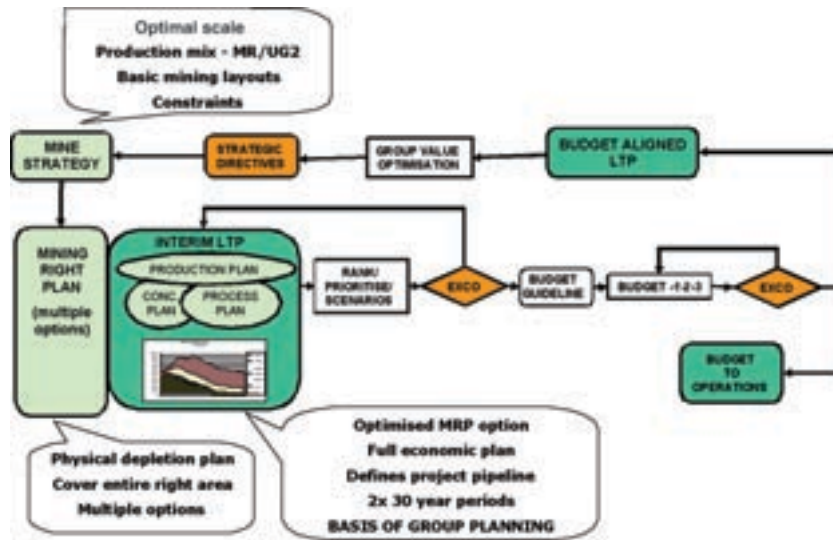 Optimal scale
Production mix - MR/UG2
Basic mining layouts
Constraints
MINE
STRATEGY
STRATEGIC
DIRECTIVES
GROUP VALUE
OPTIMISATION
BUDGET ALIGNED
LTP
MINING
RIGHT
PLAN
(multiple
options)
INTERIM LTP
PRODUCTION PLAN
CONC.
PLAN
PROCESS
PLAN
RANK/
PRIORITISE/
SCENARIOS
EXCO
BUDGET
GUIDELINE
BUDGET -1-2-3
EXCO
BUDGET
TO
OPERATIONS
Physical depletion plan
Cover entire right area
Multiple options
Optimised MRP option
Full economic plan
Defines project pipeline
2x 30 year periods
BASIS OF GROUP PLANNING